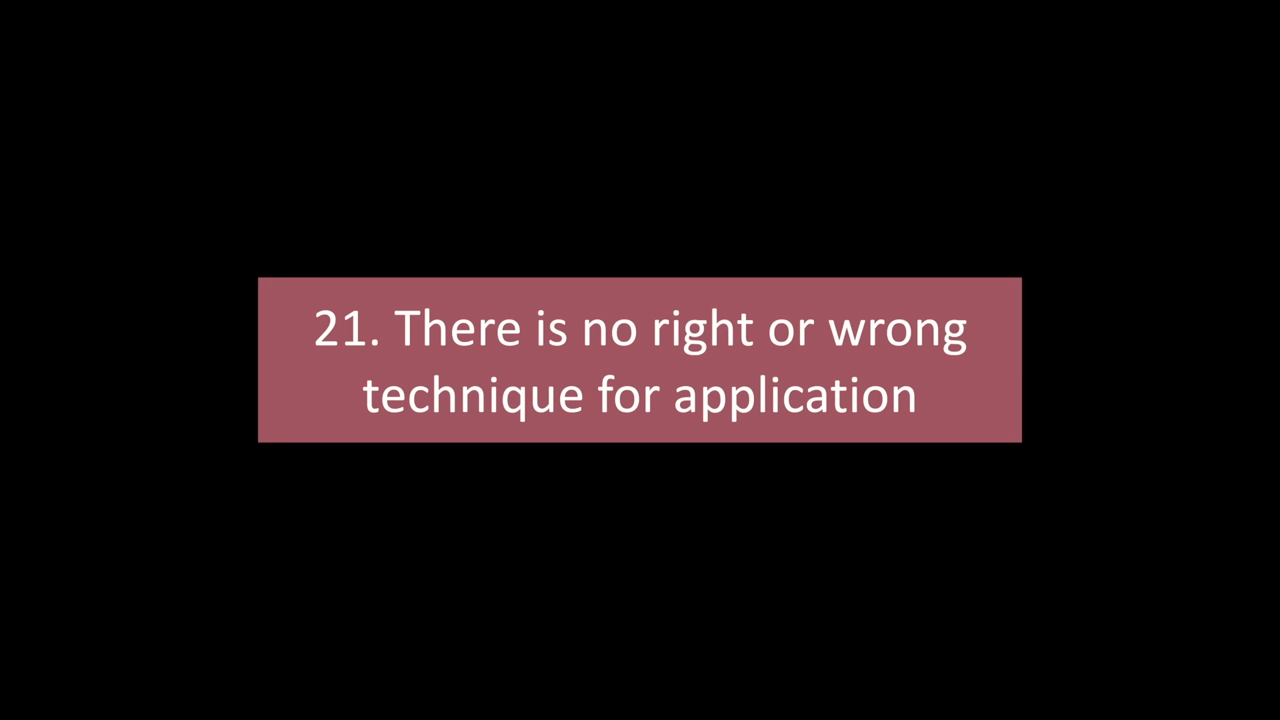 21. There is no right or wrong
technique for application